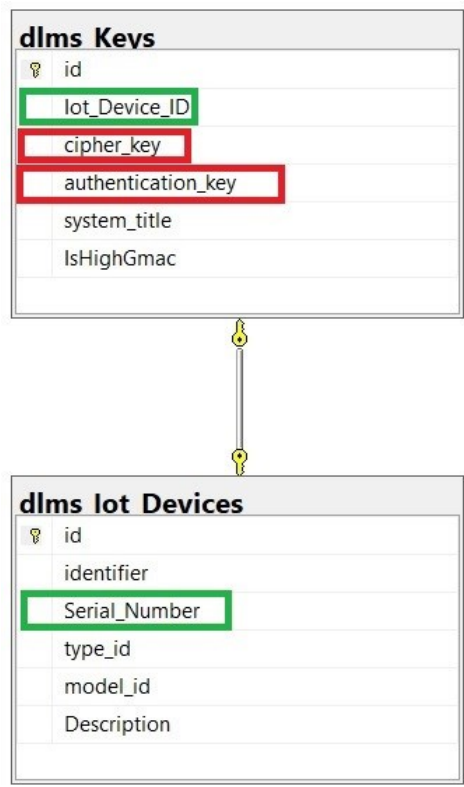 dlms_Keys
id
Iot_Device_ID
cipher_key
authentication_key
system_title
IsHighGmac
dlms_Iot_Devices
id
identifier
Serial_Number
type_id
model_id
Description